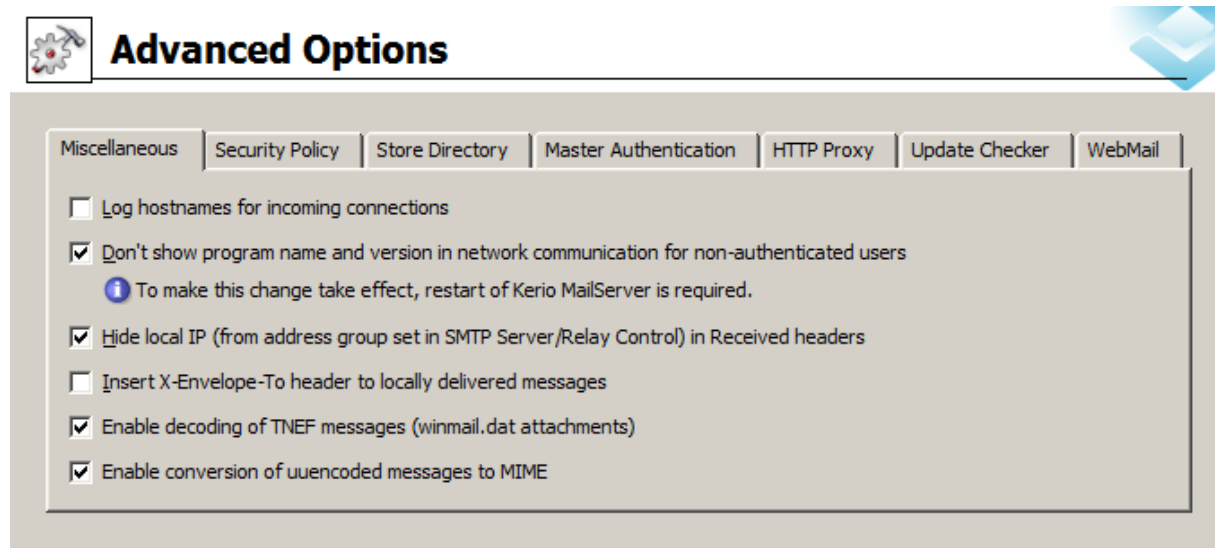 Advanced Options
Miscellaneous Security Policy Store Directory Master Authentication HTTP Proxy Update Checker WebMail
Log hostnames for incoming connections
Don't show program name and version in network communication for non-authenticated users
To make this change take effect, restart of Kerio MailServer is required.
Hide local IP (from address group set in SMTP Server/Relay Control) in Received headers
Insert X-Envelope-To header to locally delivered messages
Enable decoding of TNEF messages (winmail.dat attachments)
Enable conversion of uuencoded messages to MIME